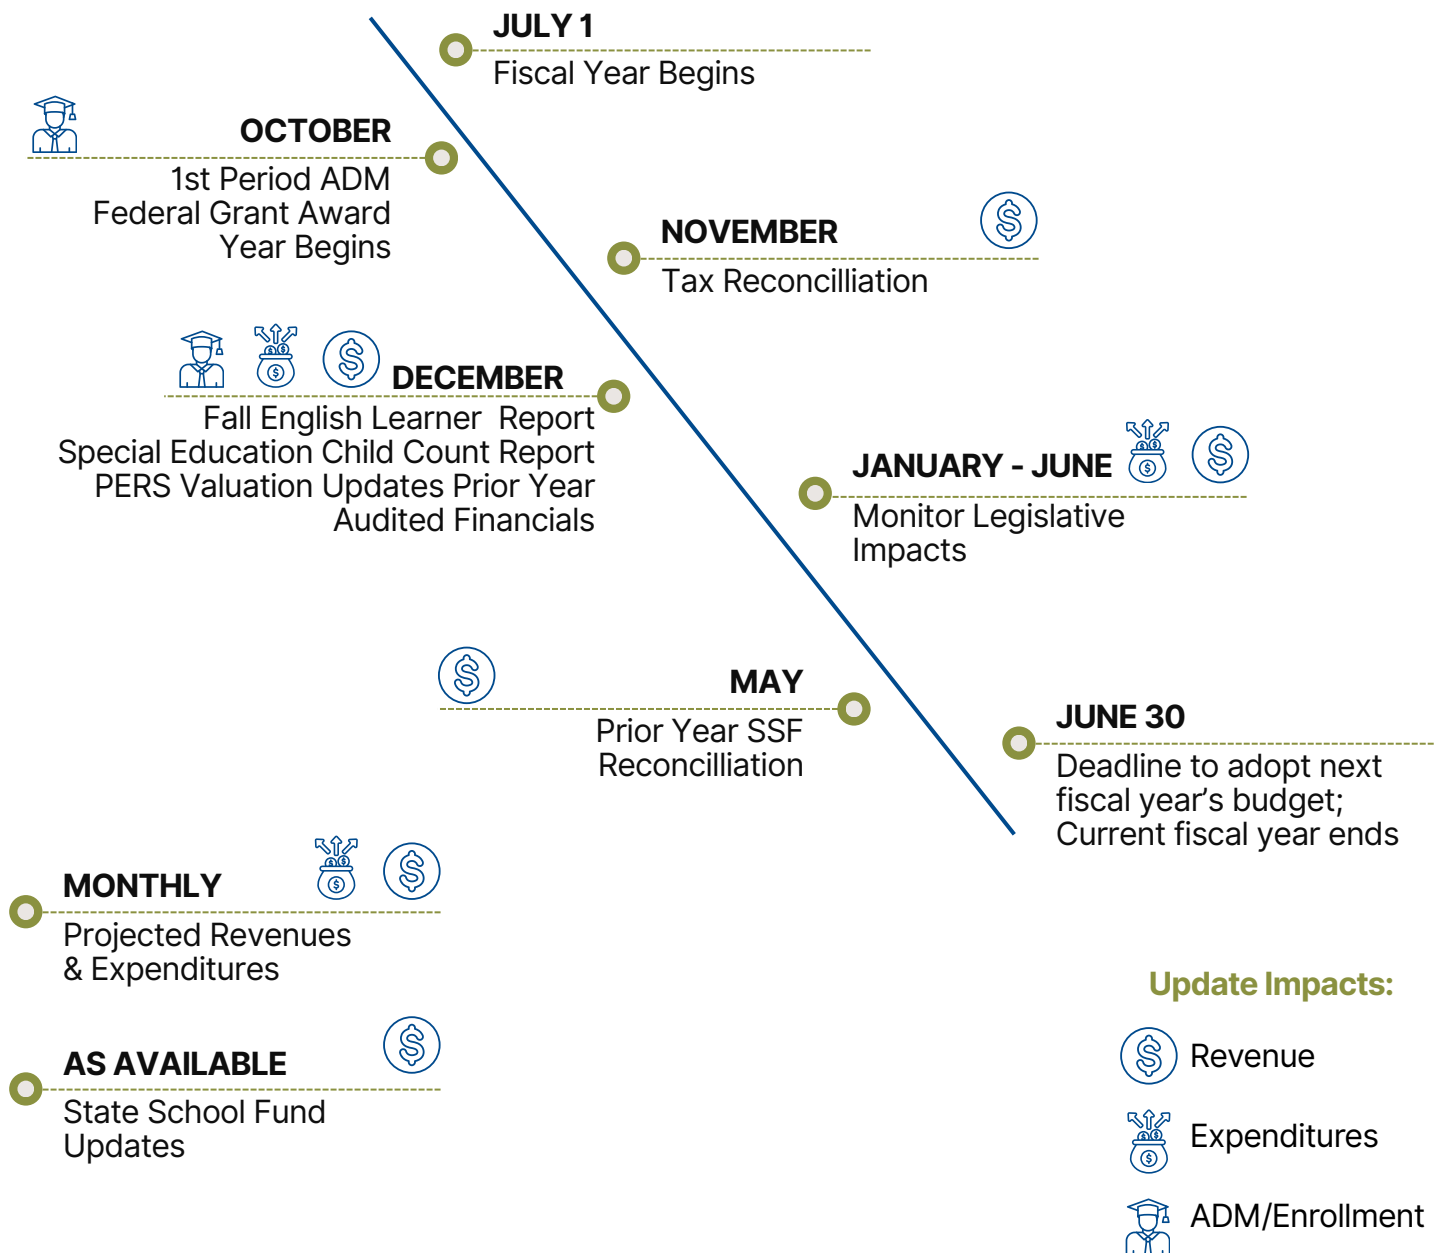 JULY 1
Fiscal Year Begins
OCTOBER
1st Period ADM
Federal Grant Award
Year Begins
NOVEMBER
Tax Reconcilliation
DECEMBER
Fall English Learner  Report
Special Education Child Count Report
PERS Valuation Updates Prior Year
Audited Financials
JANUARY - JUNE
Monitor Legislative
Impacts
MAY
Prior Year SSF
Reconcilliation
JUNE 30
Deadline to adopt next
fiscal year's budget;
Current fiscal year ends
MONTHLY
Projected Revenues
& Expenditures
AS AVAILABLE
State School Fund
Updates
Update Impacts:
Revenue
Expenditures
ADM/Enrollment